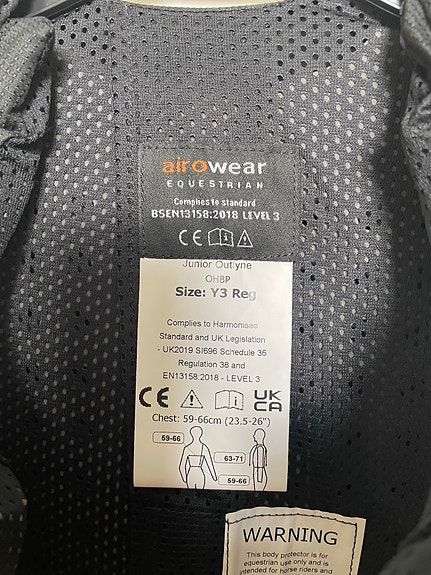 airowear
EQUESTRIAN
Complies to standard
BSEN13158:2018 LEVEL 3
CE
Junior Outlyne
OHBP
Size: Y3 Reg
Complies to Harmonised
Standard and UK Legislation
- UK2019 SI696 Schedule 35
Regulation 38 and
EN13158:2018 - LEVEL 3
CE UK CA
Chest: 59-66cm (23.5-26")
59-66
63-71
59-66
WARNING
This body protector is for
equestrian use only and is
intended for horse riders and